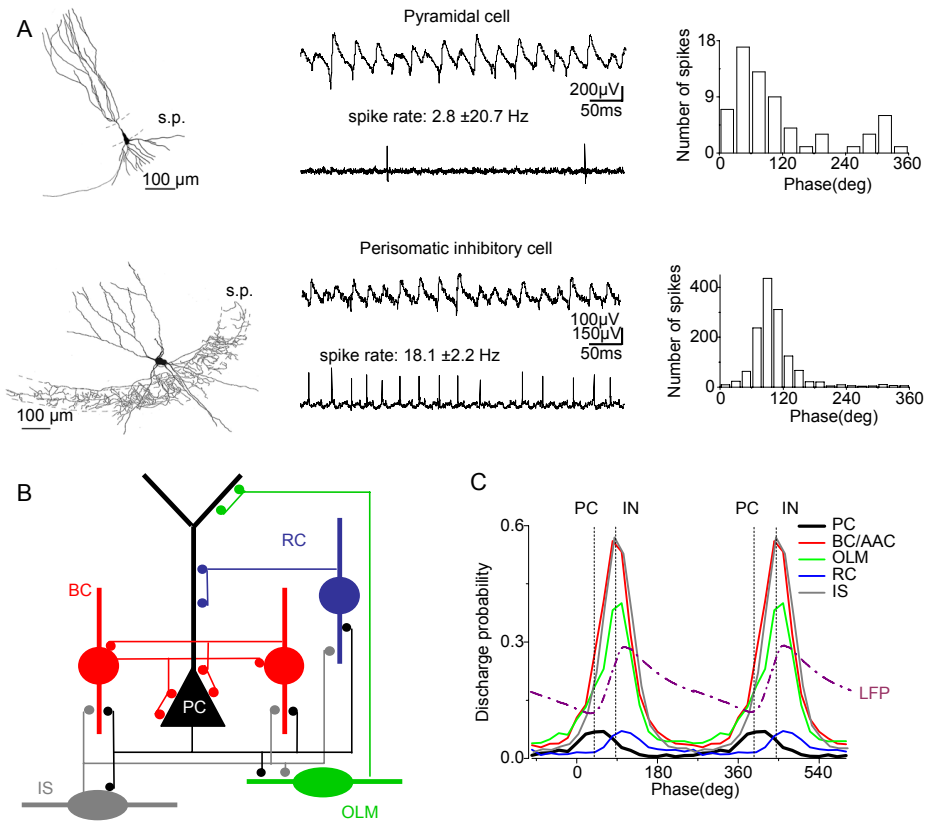 A
Pyramidal cell
s.p.
100 µm
200µV
50ms
spike rate: 2.8 ±20.7 Hz
Number of spikes
18
9
0
0 120 240 360
Phase(deg)
Perisomatic inhibitory cell
s.p.
100 µm
100µV
150µV
50ms
spike rate: 18.1 ±2.2 Hz
Number of spikes
400
200
0
0 120 240 360
Phase(deg)
B
RC
BC
PC
IS
OLM
C
PC IN PC IN
PC
BC/AAC
OLM
RC
IS
LFP
Discharge probability
0.6
0.3
0.0
0 180 360 540
Phase(deg)